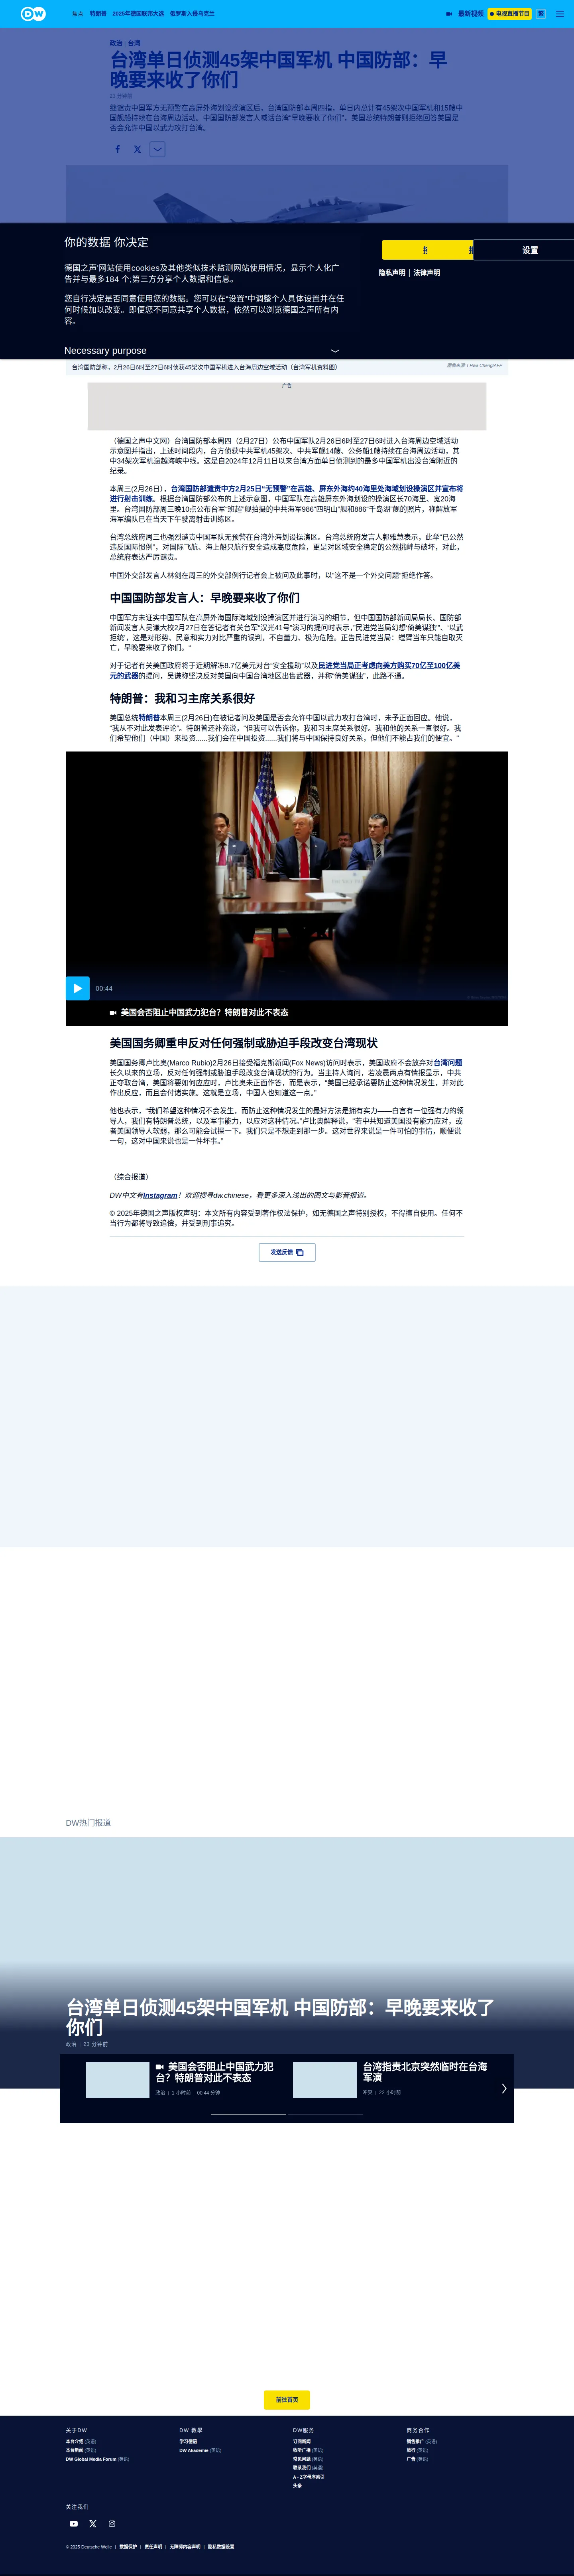 DW
焦点 特朗普 2025年德国联邦大选 俄罗斯入侵乌克兰
最新视频 电视直播节目 繁
政治 | 台湾
台湾单日侦测45架中国军机 中国防部：早
晚要来收了你们
23 分钟前
继谴责中国军方无预警在高屏外海划设操演区后，台湾国防部本周四指，单日内总计有45架次中国军机和15艘中
国舰船持续在台海周边活动。中国国防部发言人喊话台湾“早晚要收了你们”，美国总统特朗普则拒绝回答美国是
否会允许中国以武力攻打台湾。
你的数据 你决定
德国之声'网站使用cookies及其他类似技术监测网站使用情况，显示个人化广
告并与最多184 个;第三方分享个人数据和信息。
您自行决定是否同意使用您的数据。您可以在“设置”中调整个人具体设置并在任
何时候加以改变。即便您不同意共享个人数据，依然可以浏览德国之声所有内
容。
设置
隐私声明 | 法律声明
Necessary purpose
台湾国防部称，2月26日6时至27日6时侦获45架次中国军机进入台海周边空域活动（台湾军机资料图）
图像来源: I-Hwa Cheng/AFP
广告
（德国之声中文网）台湾国防部本周四（2月27日）公布中国军队2月26日6时至27日6时进入台海周边空域活动
示意图并指出，上述时间段内，台方侦获中共军机45架次、中共军舰14艘、公务船1艘持续在台海周边活动，其
中34架次军机逾越海峡中线。这是自2024年12月11日以来台湾方面单日侦测到的最多中国军机出没台湾附近的
纪录。
本周三(2月26日)，台湾国防部谴责中方2月25日“无预警”在高雄、屏东外海约40海里处海域划设操演区并宣布将
进行射击训练。根据台湾国防部公布的上述示意图，中国军队在高雄屏东外海划设的操演区长70海里、宽20海
里。台湾国防部周三晚10点公布台军“班超”舰拍摄的中共海军986“四明山”舰和886“千岛湖”舰的照片，称解放军
海军编队已在当天下午驶离射击训练区。
台湾总统府周三也强烈谴责中国军队无预警在台湾外海划设操演区。台湾总统府发言人郭雅慧表示，此举“已公然
违反国际惯例”，对国际飞航、海上船只航行安全造成高度危险，更是对区域安全稳定的公然挑衅与破坏，对此，
总统府表达严厉谴责。
中国外交部发言人林剑在周三的外交部例行记者会上被问及此事时，以“这不是一个外交问题”拒绝作答。
中国国防部发言人：早晚要来收了你们
中国军方未证实中国军队在高屏外海国际海域划设操演区并进行演习的细节，但中国国防部新闻局局长、国防部
新闻发言人吴谦大校2月27日在答记者有关台军“汉光41号”演习的提问时表示，“民进党当局幻想‘倚美谋独’”、“‘以武
拒统’，这是对形势、民意和实力对比严重的误判，不自量力、极为危险。正告民进党当局：螳臂当车只能自取灭
亡，早晚要来收了你们。”
对于记者有关美国政府将于近期解冻8.7亿美元对台“安全援助”以及民进党当局正考虑向美方购买70亿至100亿美
元的武器的提问，吴谦称坚决反对美国向中国台湾地区出售武器，并称“倚美谋独”，此路不通。
特朗普：我和习主席关系很好
美国总统特朗普本周三(2月26日)在被记者问及美国是否会允许中国以武力攻打台湾时，未予正面回应。他说，
“我从不对此发表评论”。特朗普还补充说，“但我可以告诉你，我和习主席关系很好。我和他的关系一直很好。我
们希望他们（中国）来投资……我们会在中国投资……我们将与中国保持良好关系，但他们不能占我们的便宜。”
00:44
美国会否阻止中国武力犯台？特朗普对此不表态
美国国务卿重申反对任何强制或胁迫手段改变台湾现状
美国国务卿卢比奥(Marco Rubio)2月26日接受福克斯新闻(Fox News)访问时表示，美国政府不会放弃对台湾问题
长久以来的立场，反对任何强制或胁迫手段改变台湾现状的行为。当主持人询问，若凌晨两点有情报显示，中共
正夺取台湾，美国将要如何应应时，卢比奥未正面作答，而是表示，“美国已经承诺要防止这种情况发生，并对此
作出反应，而且会付诸实施。这就是立场，中国人也知道这一点。”
他也表示，“我们希望这种情况不会发生，而防止这种情况发生的最好方法是拥有实力——白宫有一位强有力的领
导人，我们有特朗普总统，以及军事能力，以应对这种情况。”卢比奥解释说，“若中共知道美国没有能力应对，或
者美国领导人软弱，那么可能会试探一下。我们只是不想走到那一步。这对世界来说是一件可怕的事情，顺便说
一句，这对中国来说也是一件坏事。”
（综合报道）
DW中文有Instagram！欢迎搜寻dw.chinese，看更多深入浅出的图文与影音报道。
© 2025年德国之声版权声明：本文所有内容受到著作权法保护，如无德国之声特别授权，不得擅自使用。任何不
当行为都将导致追偿，并受到刑事追究。
发送反馈
DW热门报道
台湾单日侦测45架中国军机 中国防部：早晚要来收了
你们
政治 | 23 分钟前
美国会否阻止中国武力犯
台？特朗普对此不表态
政治 | 1 小时前 | 00:44 分钟
台湾指责北京突然临时在台海
军演
冲突 | 22 小时前
前往首页
关于DW
本台介绍 (英语)
本台新闻 (英语)
DW Global Media Forum (英语)
DW 教學
学习德语
DW Akademie (英语)
DW服务
订阅新闻
收听广播 (英语)
常见问题 (英语)
联系我们 (英语)
A - Z字母序索引
头条
商务合作
销售推广 (英语)
旅行 (英语)
广告 (英语)
关注我们
© 2025 Deutsche Welle | 数据保护 | 责任声明 | 无障碍内容声明 | 隐私数据设置